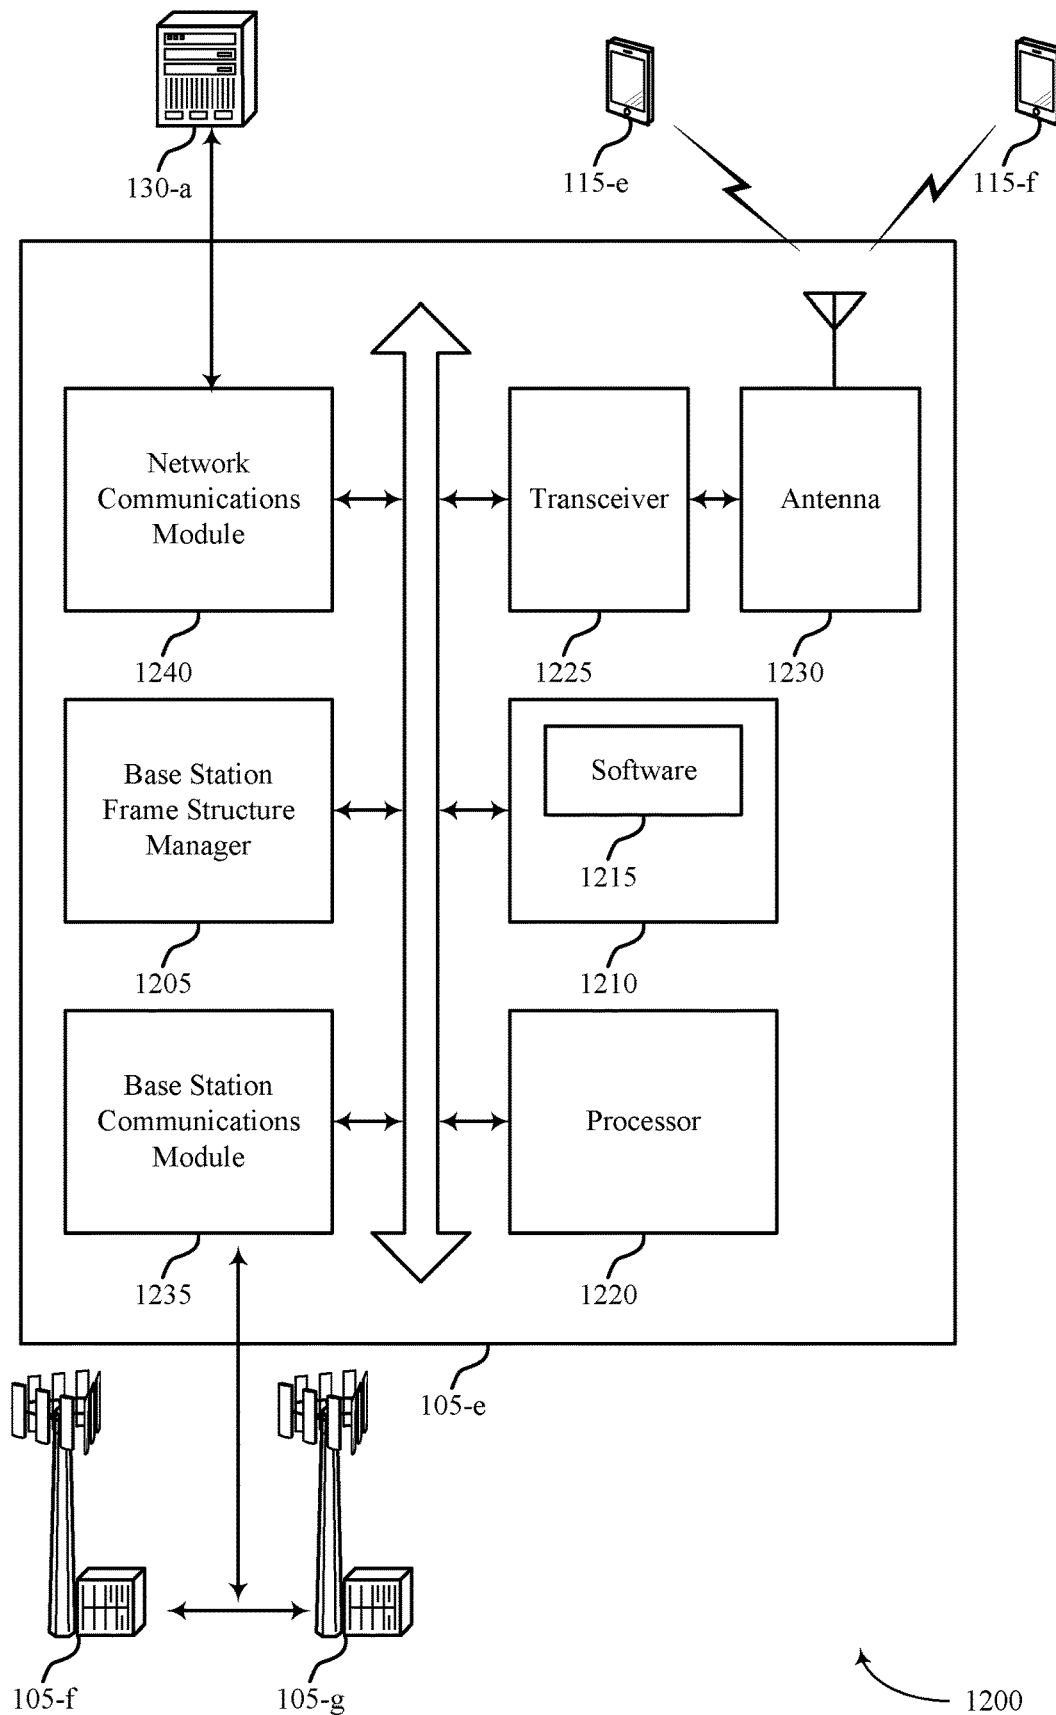 130-a
115-e
115-f
Network
Communications
Module
Transceiver
Antenna
1240
1225
1230
Base Station
Frame Structure
Manager
Software
1215
1205
1210
Base Station
Communications
Module
Processor
1235
1220
105-e
105-f
105-g
1200